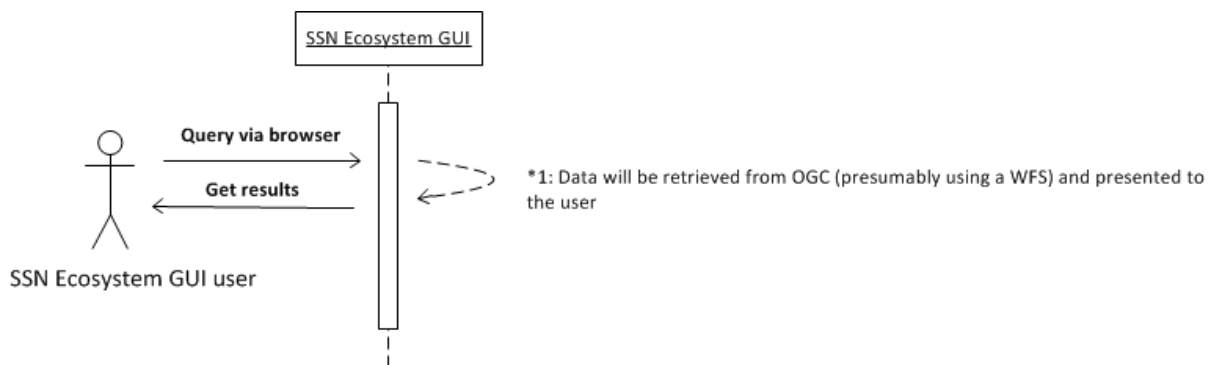 SSN Ecosystem GUI
Query via browser
Get results
*1: Data will be retrieved from OGC (presumably using a WFS) and presented to
the user
SSN Ecosystem GUI user